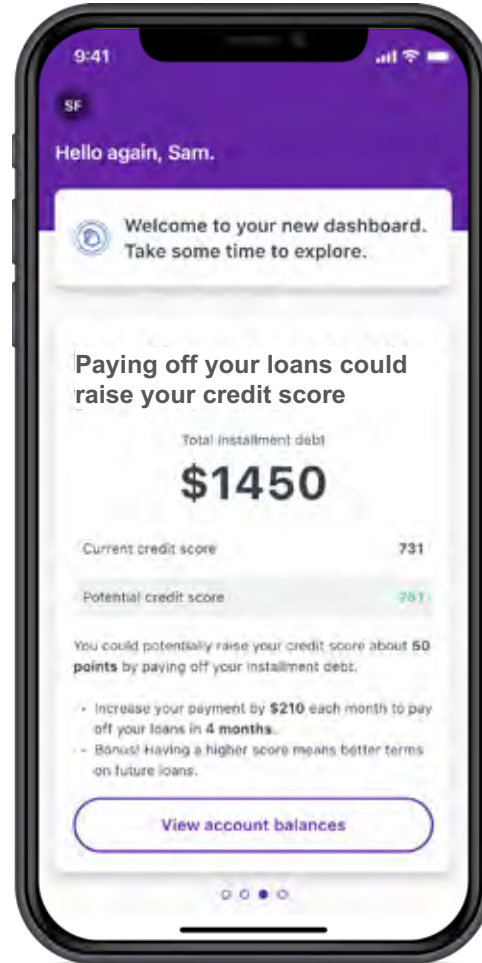 9:41
SF
Hello again, Sam.
Welcome to your new dashboard.
Take some time to explore.
Paying off your loans could
raise your credit score
Total installment debt
$1450
Current credit score 731
Potential credit score 781
You could potentially raise your credit score about 50
points by paying off your installment debt.
- Increase your payment by $210 each month to pay
off your loans in 4 months.
- Bonus! Having a higher score means better terms
on future loans.
View account balances